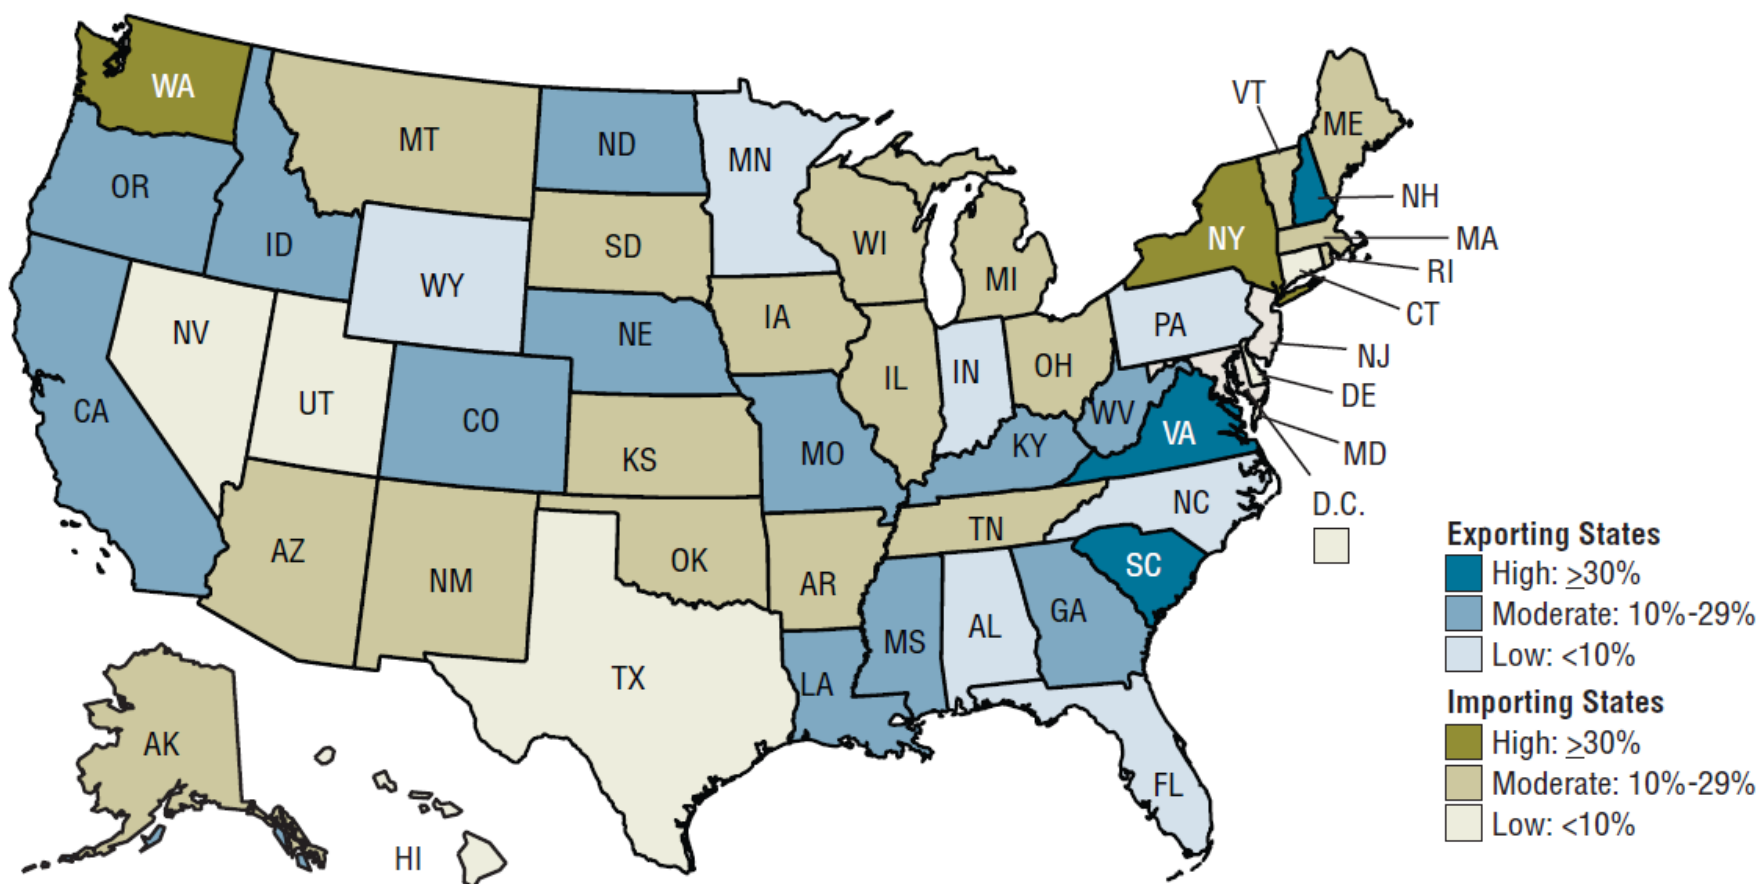 WA
VT
ME
MT
ND
MN
OR
NH
ID
SD
WI
NY
MA
MI
RI
WY
CT
NV
NE
IA
PA
NJ
UT
CO
IL
IN
OH
DE
CA
WV
VA
MD
KS
MO
KY
NC
D.C.
TN
AZ
NM
OK
AR
SC
GA
AL
MS
TX
LA
AK
FL
HI
Exporting States
High: ≥30%
Moderate: 10%-29%
Low: <10%
Importing States
High: ≥30%
Moderate: 10%-29%
Low: <10%